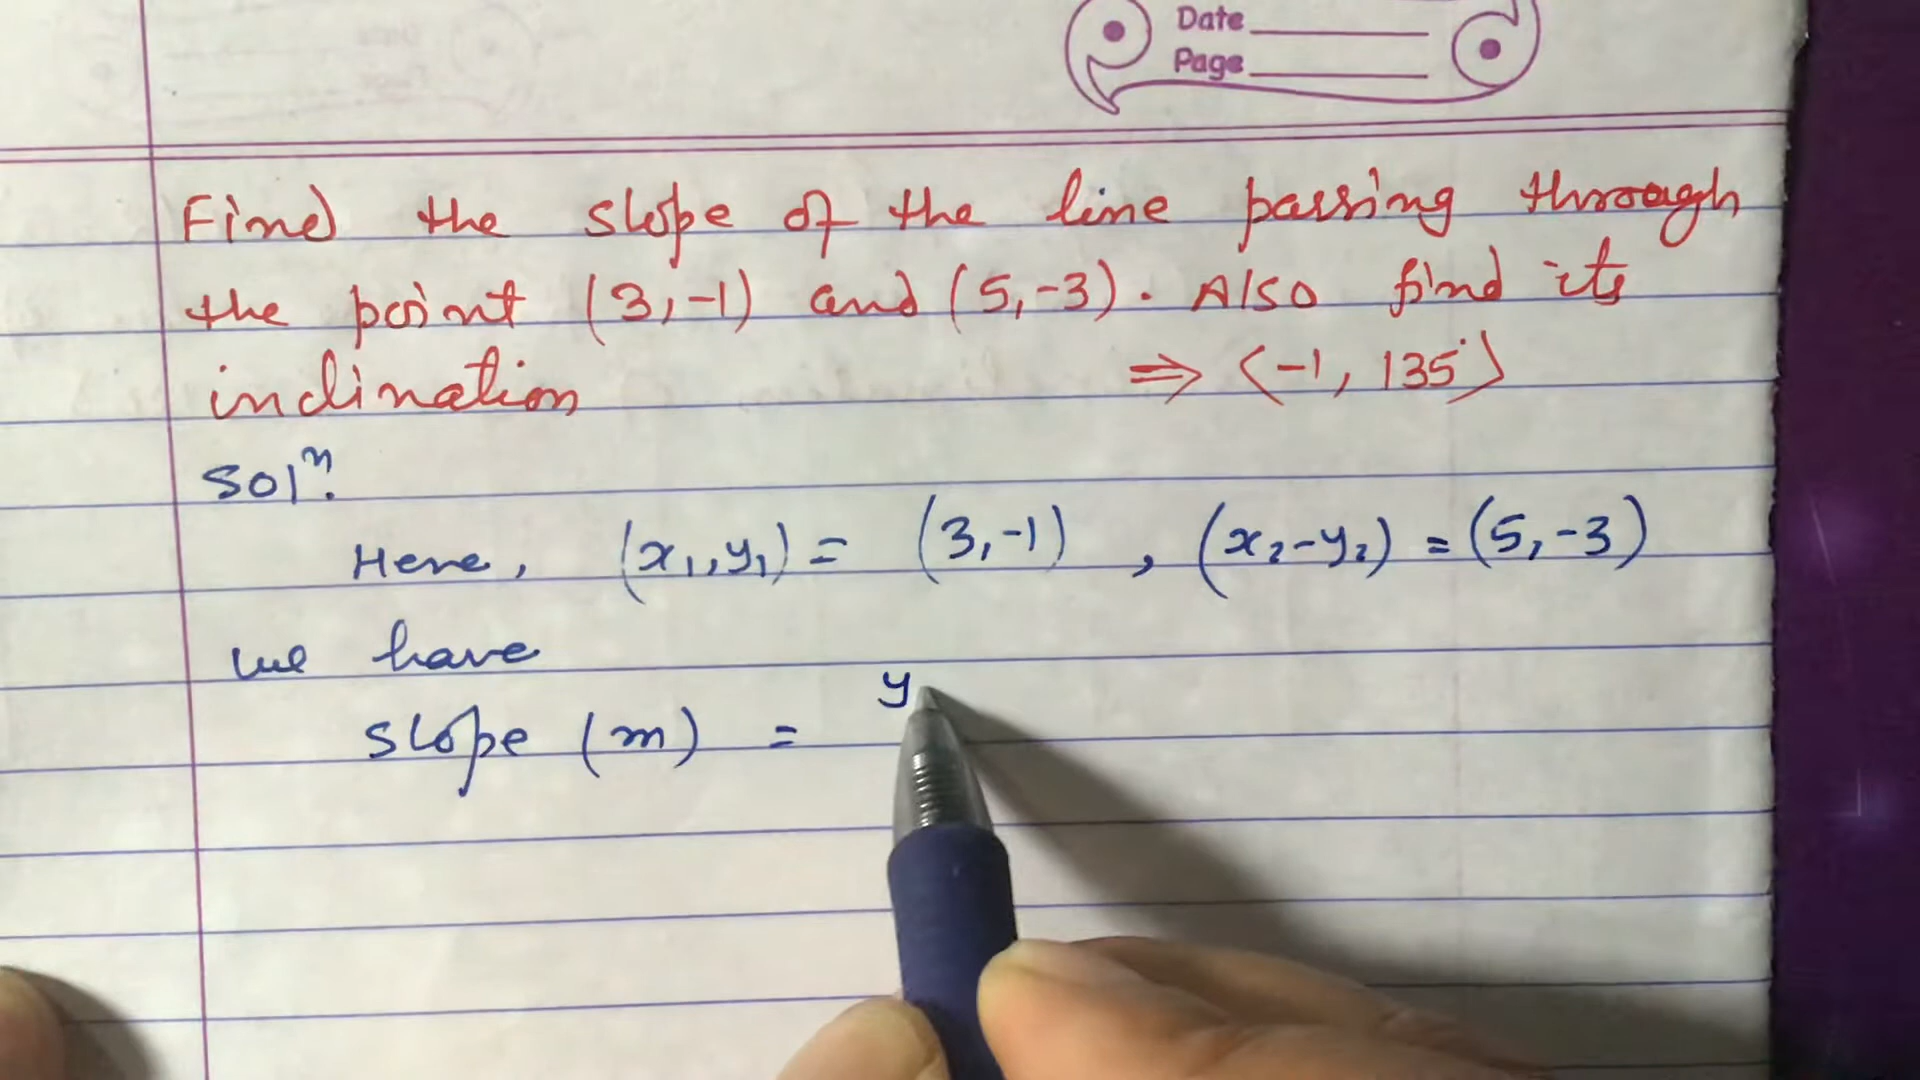 Date
Page
Find the slope of the line passing through
the point (3,-1) and (5,-3). Also find its
inclination ⇒ (-1, 135°)
Solⁿ:
Here, (x₁,y₁) = (3,-1) , (x₂-y₂) = (5,-3)
we have
slope (m) = y